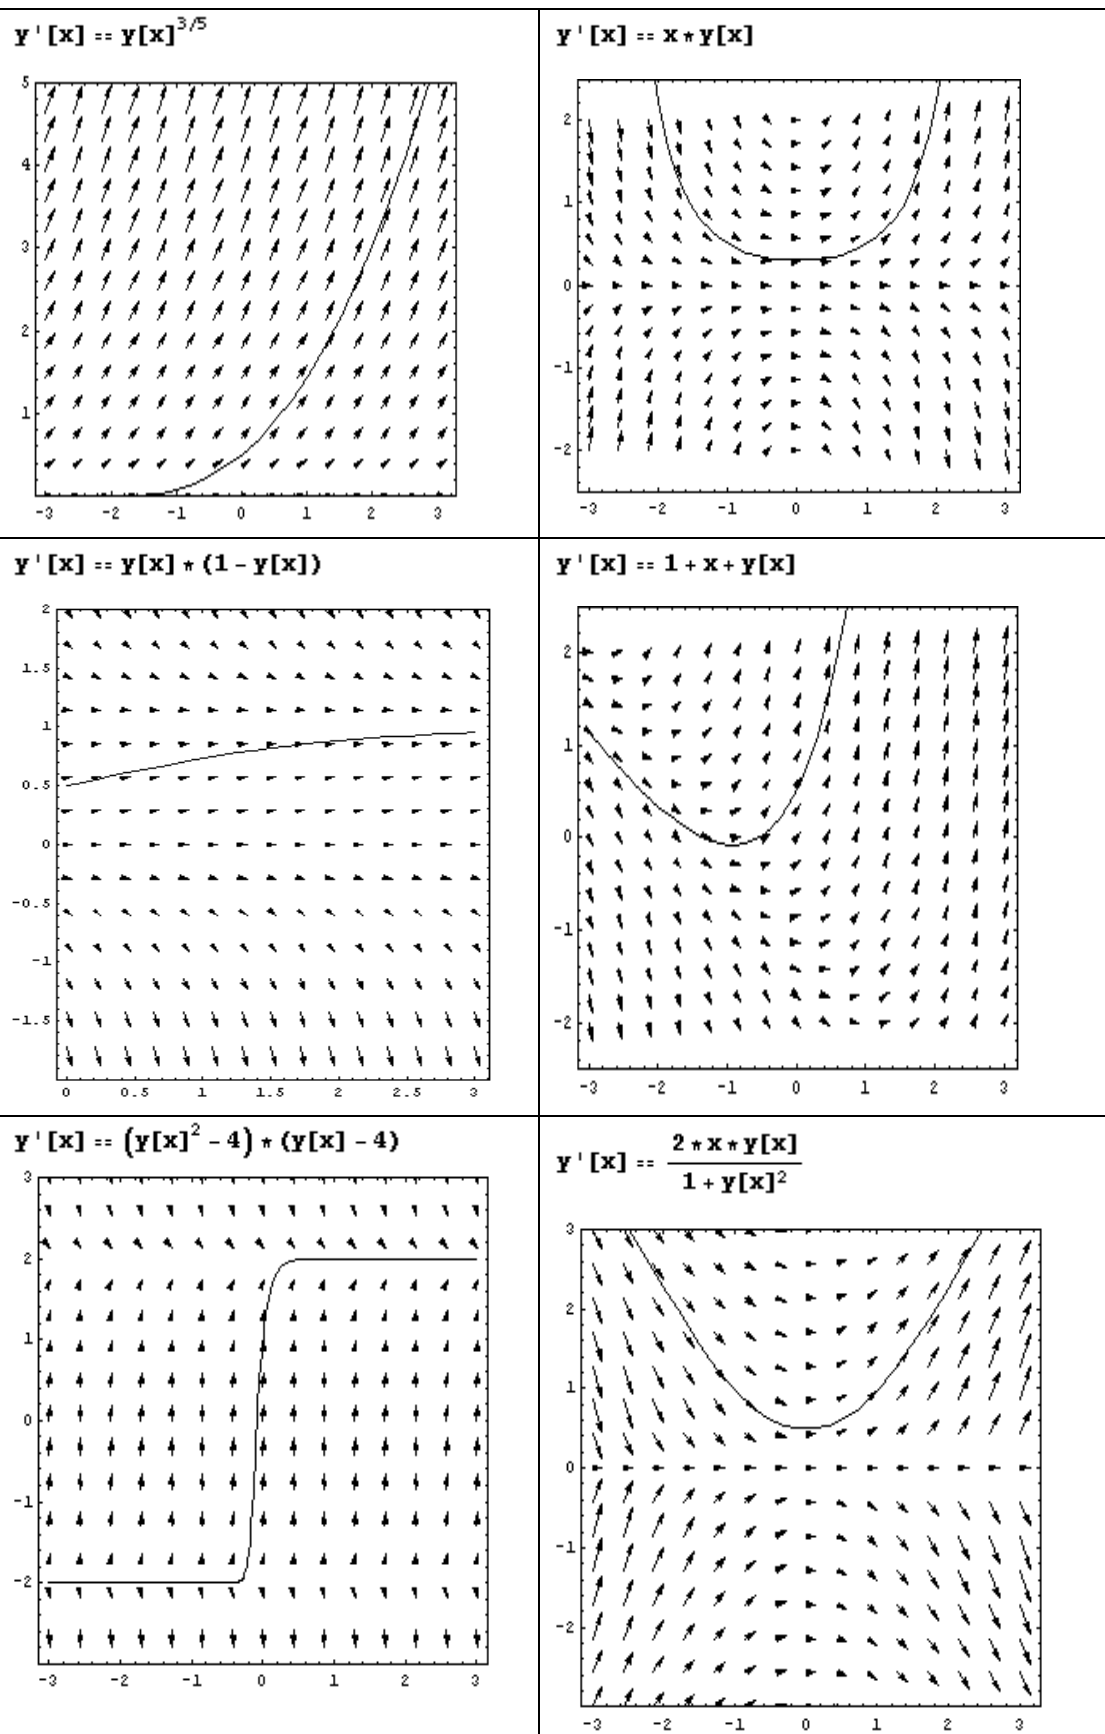 y'[x] == y[x]^{3/5}
5
4
3
2
1
-3 -2 -1 0 1 2 3
y'[x] == x * y[x]
2
1
0
-1
-2
-3 -2 -1 0 1 2 3
y'[x] == y[x] * (1 - y[x])
2
1.5
1
0.5
0
-0.5
-1
-1.5
0 0.5 1 1.5 2 2.5 3
y'[x] == 1 + x + y[x]
2
1
0
-1
-2
-3 -2 -1 0 1 2 3
y'[x] == (y[x]^2 - 4) * (y[x] - 4)
3
2
1
0
-1
-2
-3 -2 -1 0 1 2 3
y'[x] == \frac{2 * x * y[x]}{1 + y[x]^2}
3
2
1
0
-1
-2
-3 -2 -1 0 1 2 3